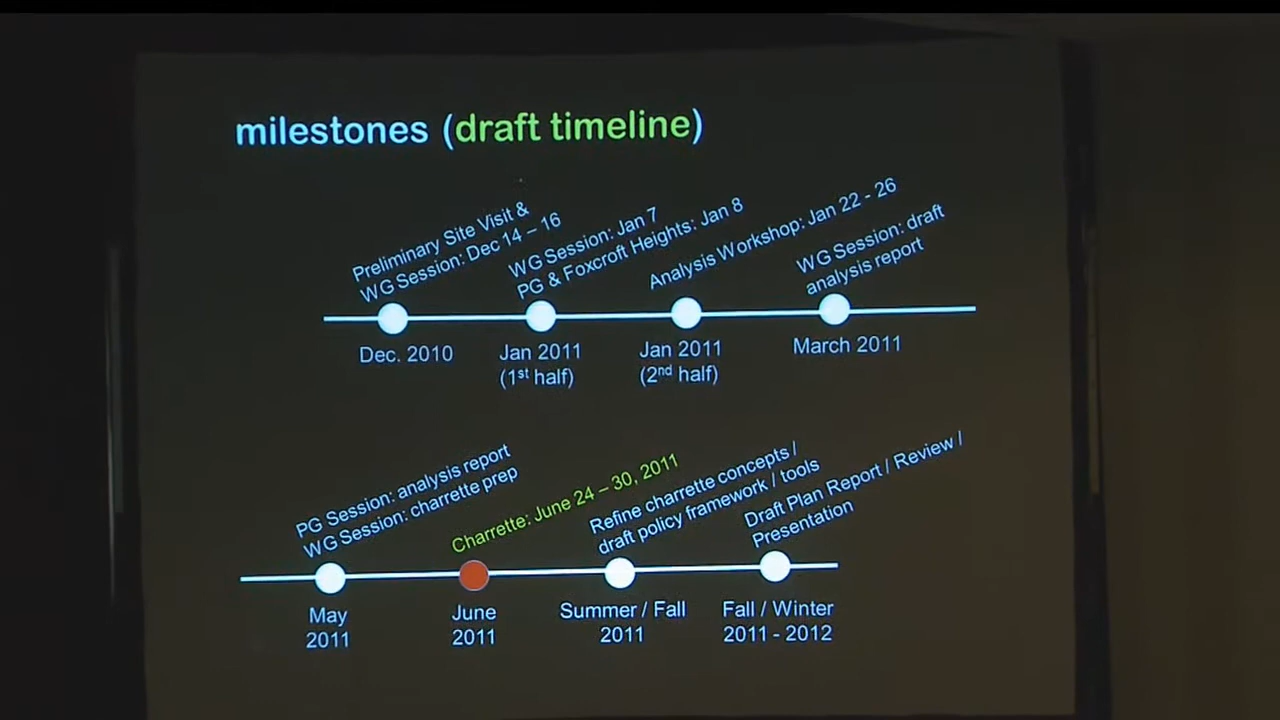 milestones (draft timeline)
Preliminary Site Visit &
WG Session: Dec 14 – 16
WG Session: Jan 7
PG & Foxcroft Heights: Jan 8
Analysis Workshop: Jan 22 - 26
WG Session: draft
analysis report
Dec. 2010
Jan 2011
(1st half)
Jan 2011
(2nd half)
March 2011
PG Session: analysis report
WG Session: charrette prep
Charrette: June 24 – 30, 2011
Refine charrette concepts /
draft policy framework / tools
Draft Plan Report / Review /
Presentation
May
2011
June
2011
Summer / Fall
2011
Fall / Winter
2011 - 2012